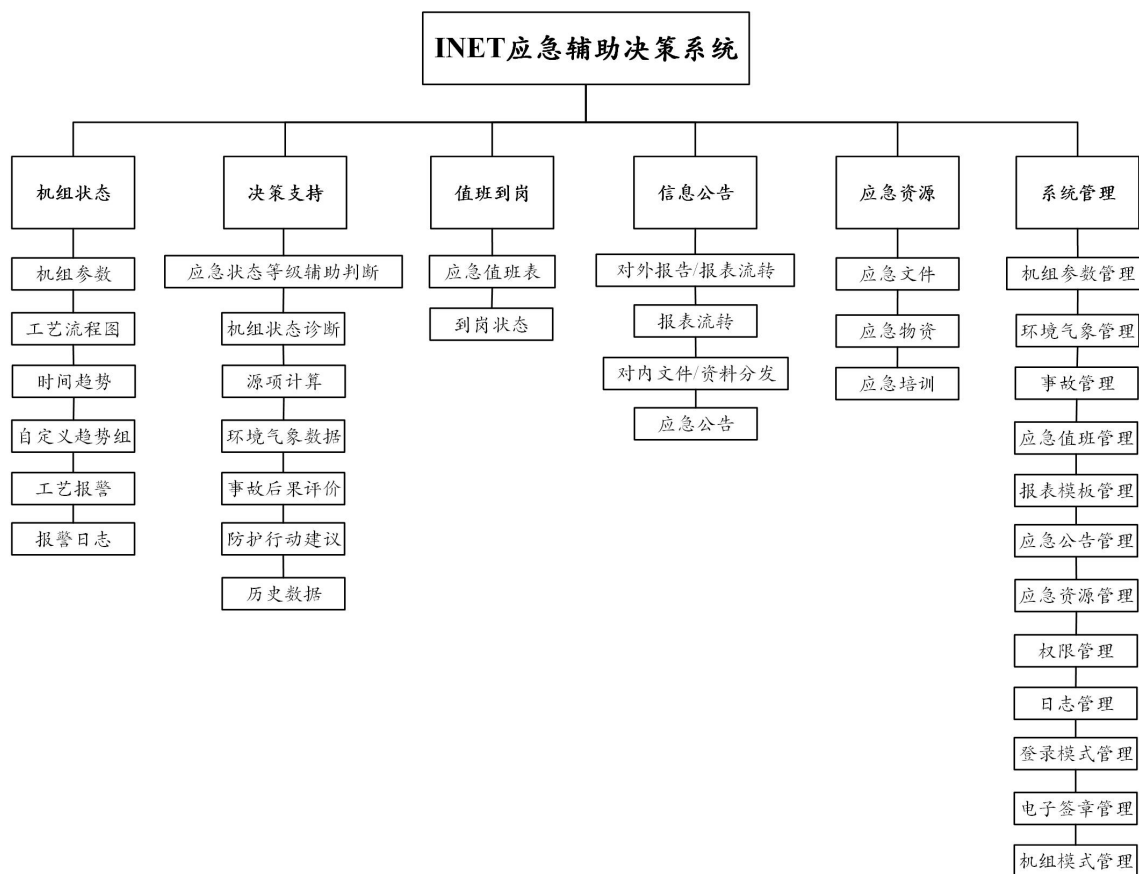 INET应急辅助决策系统
机组状态
机组参数
工艺流程图
时间趋势
自定义趋势组
工艺报警
报警日志
决策支持
应急状态等级辅助判断
机组状态诊断
源项计算
环境气象数据
事故后果评价
防护行动建议
历史数据
值班到岗
应急值班表
到岗状态
信息公告
对外报告/报表流转
报表流转
对内文件/资料分发
应急公告
应急资源
应急文件
应急物资
应急培训
系统管理
机组参数管理
环境气象管理
事故管理
应急值班管理
报表模板管理
应急公告管理
应急资源管理
权限管理
日志管理
登录模式管理
电子签章管理
机组模式管理